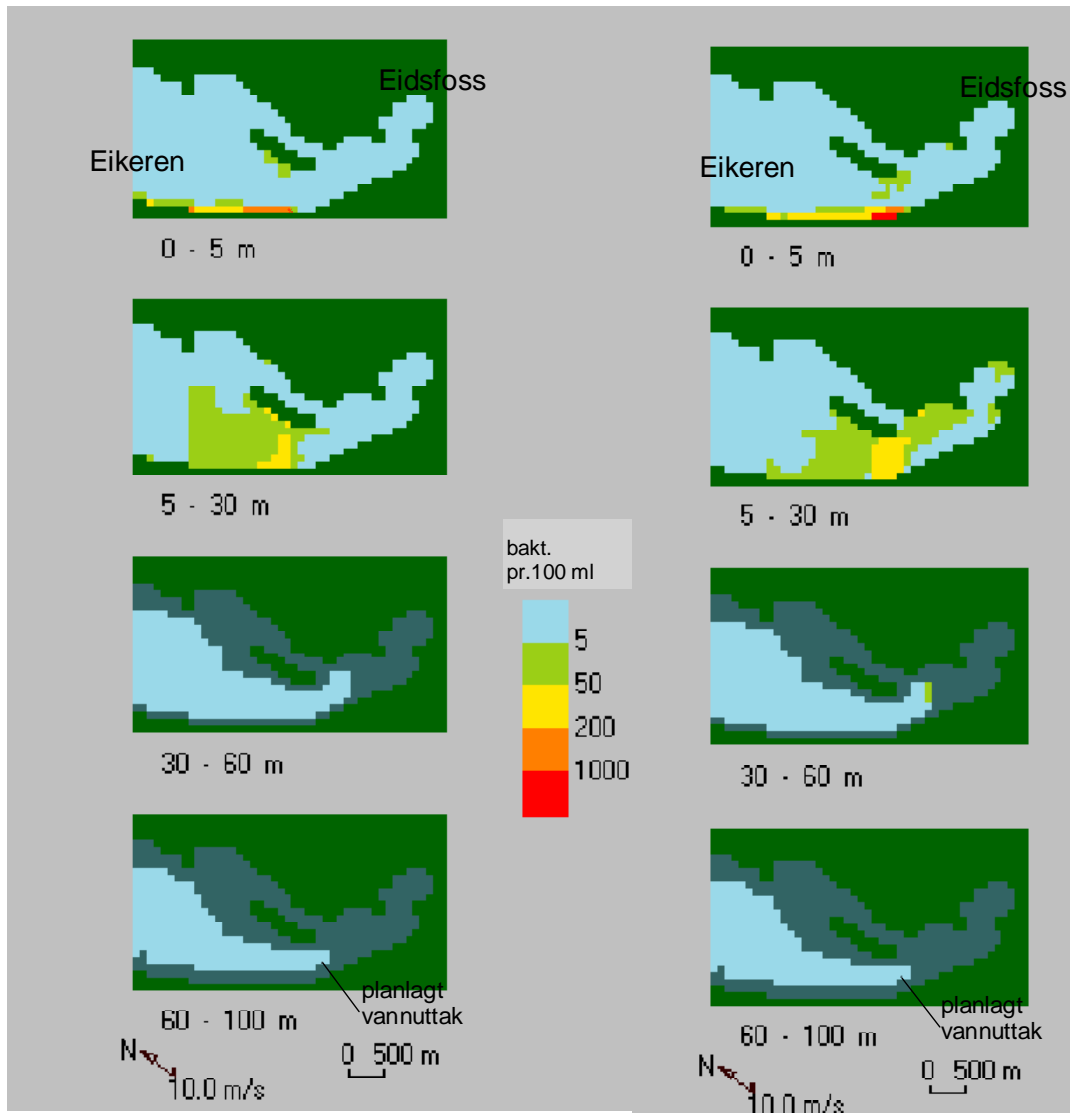 Eidsfoss
Eikeren
0 - 5 m
5 - 30 m
30 - 60 m
planlagt
vannuttak
60 - 100 m
N
10.0 m/s
0 500 m
bakt.
pr.100 ml
5
50
200
1000
Eidsfoss
Eikeren
0 - 5 m
5 - 30 m
30 - 60 m
planlagt
vannuttak
60 - 100 m
N
10.0 m/s
0 500 m